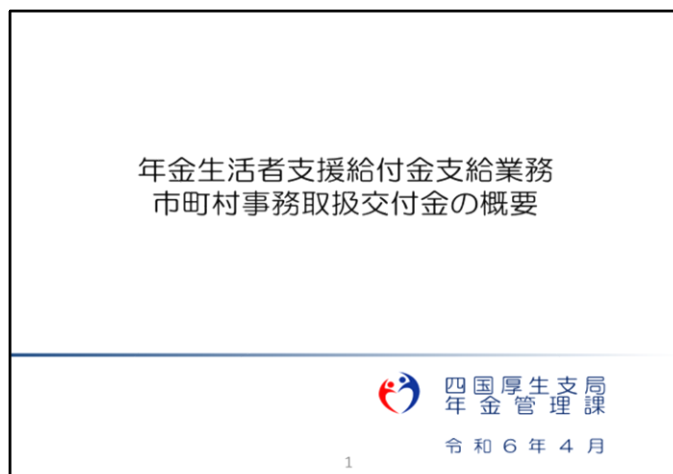 年金生活者支援給付金支給業務
市町村事務取扱交付金の概要
四国厚生支局
年金管理課
令和6年4月
1